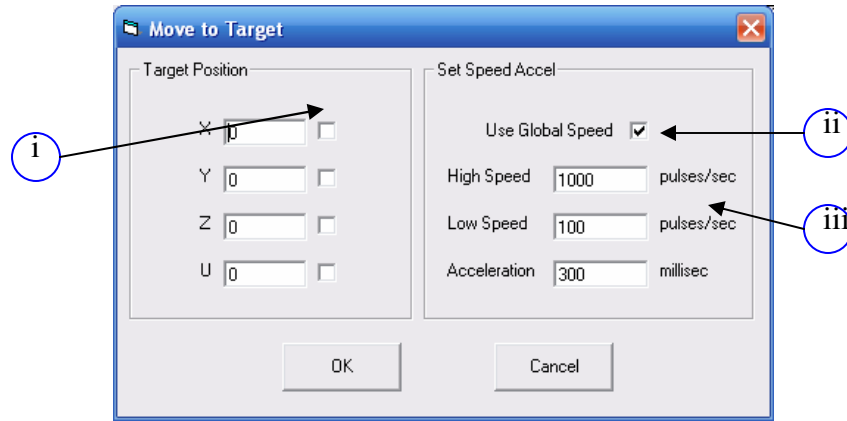 Move to Target
Target Position
X 0
Y 0
Z 0
U 0
Set Speed Accel
Use Global Speed
High Speed 1000 pulses/sec
Low Speed 100 pulses/sec
Acceleration 300 millisec
OK Cancel
i
ii
iii